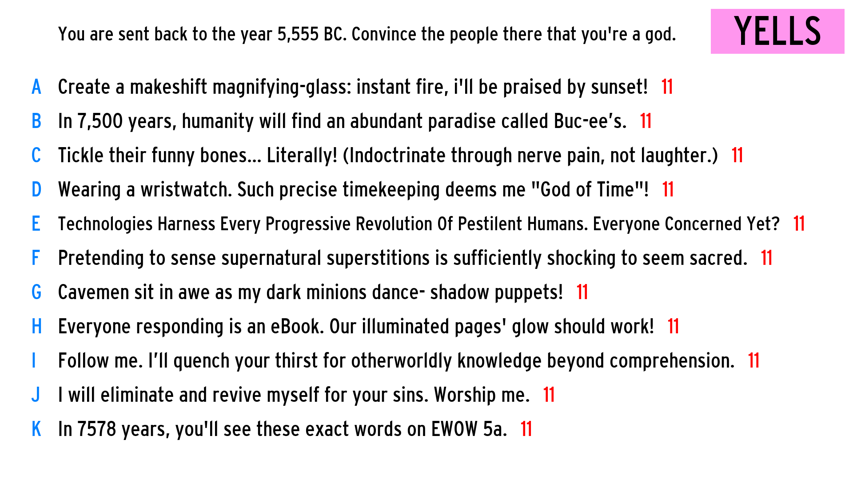 You are sent back to the year 5,555 BC. Convince the people there that you're a god.
YELLS
A Create a makeshift magnifying-glass: instant fire, i'll be praised by sunset! 11
B In 7,500 years, humanity will find an abundant paradise called Buc-ee's. 11
C Tickle their funny bones... Literally! (Indoctrinate through nerve pain, not laughter.) 11
D Wearing a wristwatch. Such precise timekeeping deems me "God of Time"! 11
E Technologies Harness Every Progressive Revolution Of Pestilent Humans. Everyone Concerned Yet? 11
F Pretending to sense supernatural superstitions is sufficiently shocking to seem sacred. 11
G Cavemen sit in awe as my dark minions dance- shadow puppets! 11
H Everyone responding is an eBook. Our illuminated pages' glow should work! 11
I Follow me. I'll quench your thirst for otherworldly knowledge beyond comprehension. 11
J I will eliminate and revive myself for your sins. Worship me. 11
K In 7578 years, you'll see these exact words on EWOW 5a. 11